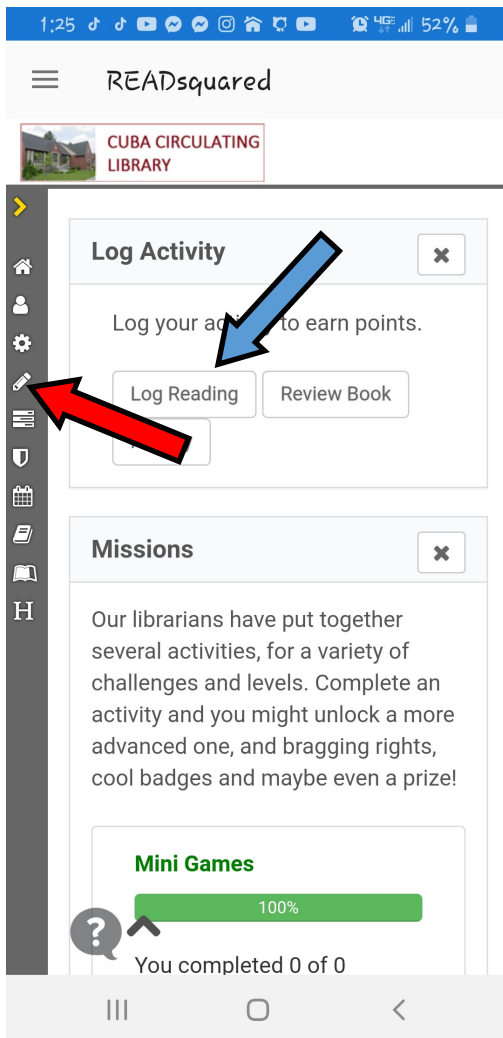 1:25 4GE 52%
READsquared
CUBA CIRCULATING
LIBRARY
Log Activity
Log your to earn points.
Log Reading Review Book
Missions
H
Our librarians have put together
several activities, for a variety of
challenges and levels. Complete an
activity and you might unlock a more
advanced one, and bragging rights,
cool badges and maybe even a prize!
Mini Games
100%
?
You completed 0 of 0